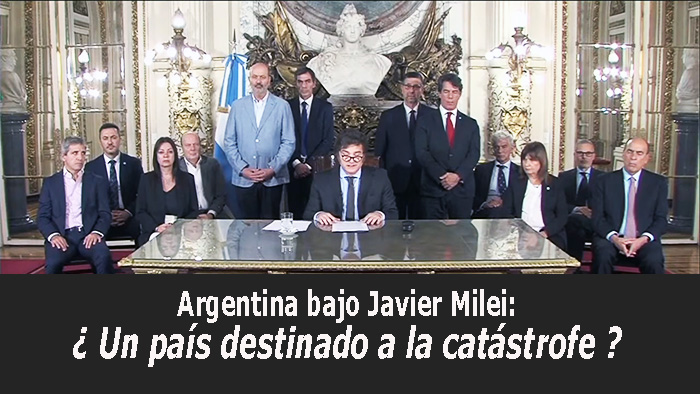 Argentina bajo Javier Milei:
¿ Un país destinado a la catástrofe ?